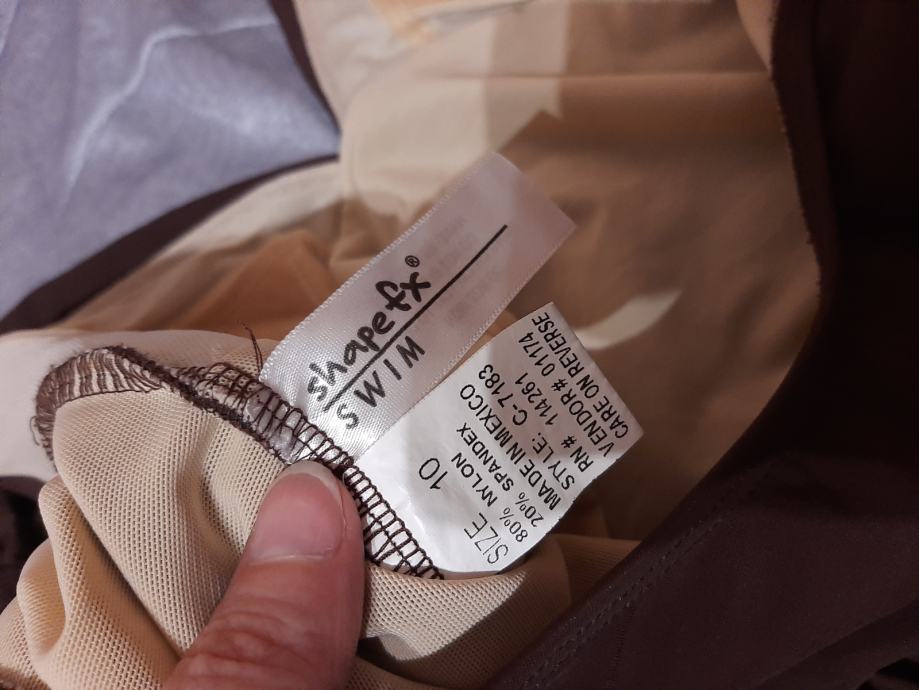 shapefx®
SWIM
SIZE 10
80% NYLON
20% SPANDEX
MADE IN MEXICO
STYLE: C-7183
RN# 114261
VENDOR# 01174
CARE ON REVERSE